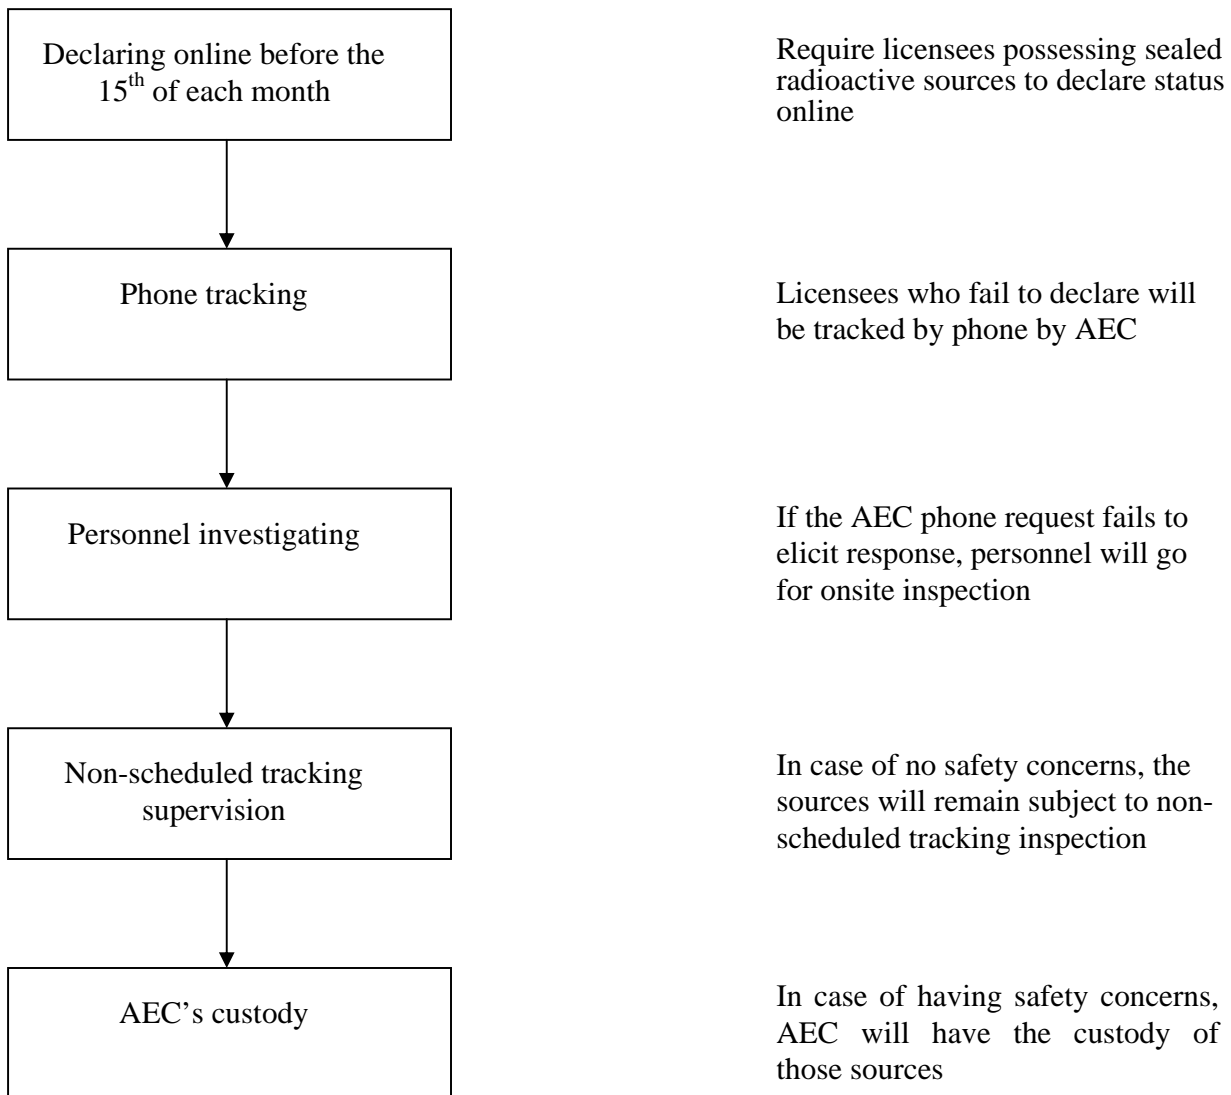 Declaring online before the
15th of each month
Require licensees possessing sealed
radioactive sources to declare status
online
Phone tracking
Licensees who fail to declare will
be tracked by phone by AEC
Personnel investigating
If the AEC phone request fails to
elicit response, personnel will go
for onsite inspection
Non-scheduled tracking
supervision
In case of no safety concerns, the
sources will remain subject to non-
scheduled tracking inspection
AEC’s custody
In case of having safety concerns,
AEC will have the custody of
those sources